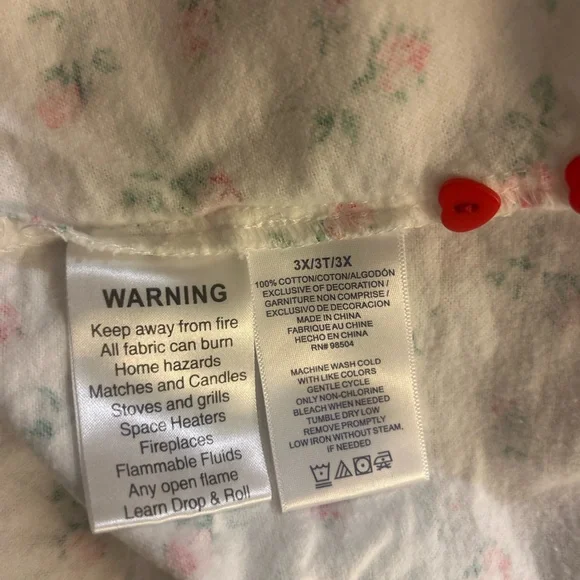 WARNING
Keep away from fire
All fabric can burn
Home hazards
Matches and Candles
Stoves and grills
Space Heaters
Fireplaces
Flammable Fluids
Any open flame
Learn Drop & Roll
3X/3T/3X
100% COTTON/COTON/ALGODÓN
EXCLUSIVE OF DECORATION/
GARNITURE NON COMPRISE/
EXCLUSIVO DE DECORACION
MADE IN CHINA
FABRIQUE AU CHINE
HECHO EN CHINA
RN# 98504
MACHINE WASH COLD
WITH LIKE COLORS
GENTLE CYCLE
ONLY NON-CHLORINE
BLEACH WHEN NEEDED
TUMBLE DRY LOW
REMOVE PROMPTLY
LOW IRON WITHOUT STEAM,
IF NEEDED